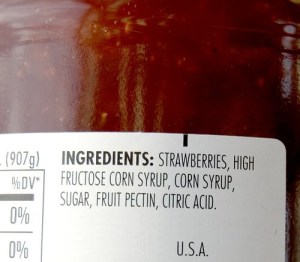 (907g)
INGREDIENTS: STRAWBERRIES, HIGH
FRUCTOSE CORN SYRUP, CORN SYRUP,
SUGAR, FRUIT PECTIN, CITRIC ACID.
%DV*
0%
0%
U.S.A.